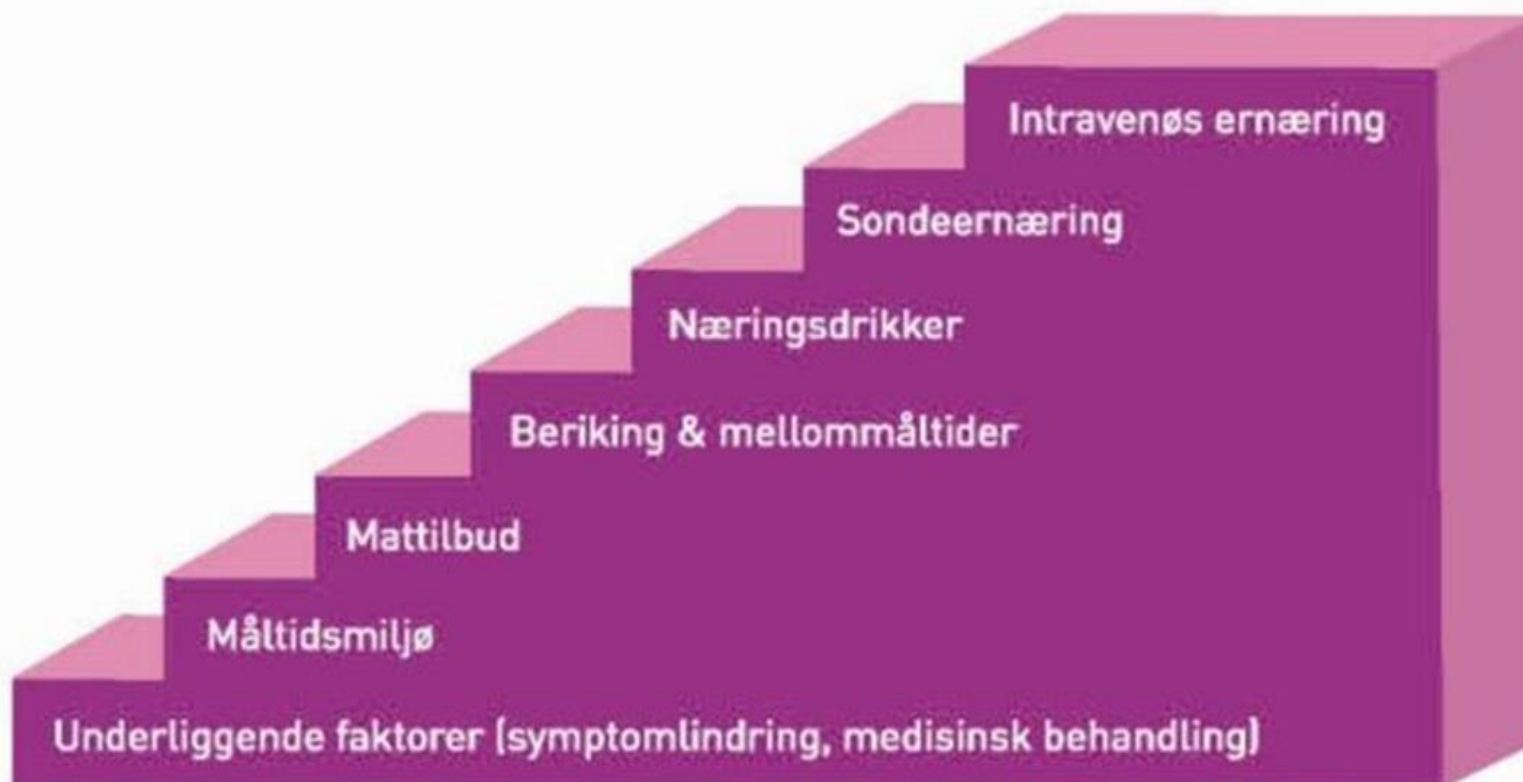 Intravenøs ernæring
Sondeernæring
Næringsdrikker
Beriking & mellommåltider
Mattilbud
Måltidsmiljø
Underliggende faktorer (symptomlindring, medisinsk behandling)